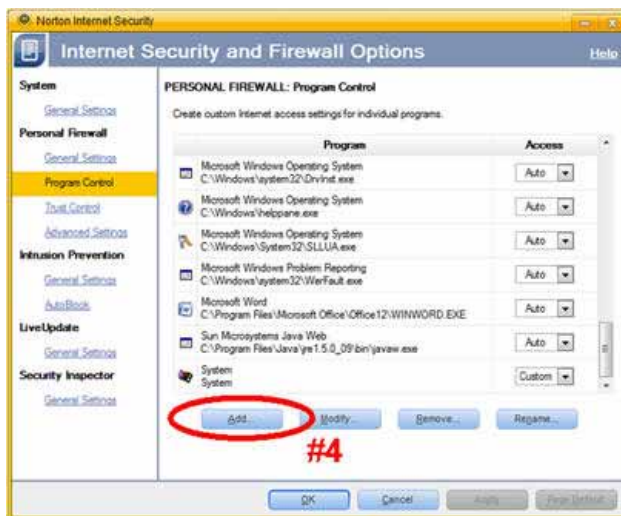 Norton Internet Security
Internet Security and Firewall Options
Help
System
General Settings
Personal Firewall
General Settings
Program Control
Trust Control
Advanced Settings
Intrusion Prevention
General Settings
AutoBlock
LiveUpdate
General Settings
Security Inspector
General Settings
PERSONAL FIREWALL: Program Control
Create custom Internet access settings for individual programs.
Program Access
Microsoft Windows Operating System
C:\Windows\system32\DrvInst.exe
Auto
Microsoft Windows Operating System
C:\Windows\helppane.exe
Auto
Microsoft Windows Operating System
C:\Windows\System32\SLLUA.exe
Auto
Microsoft Windows Problem Reporting
C:\Windows\system32\WerFault.exe
Auto
Microsoft Word
C:\Program Files\Microsoft Office\Office12\WINWORD.EXE
Auto
Sun Microsystems Java Web
C:\Program Files\Java\jre1.5.0_09\bin\javaw.exe
Auto
System
System
Custom
Add... Modify... Remove... Rename...
#4
OK Cancel Apply Page Default